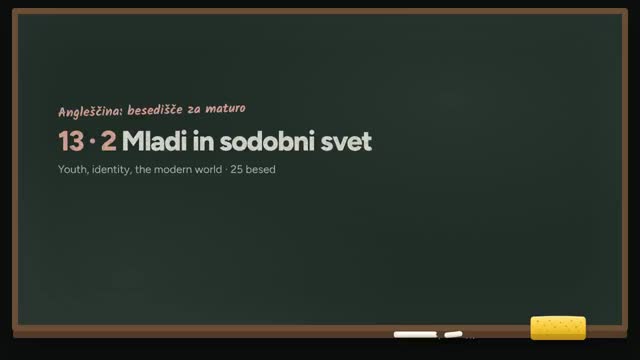 Angleščina: besedišče za maturo
13 · 2 Mladi in sodobni svet
Youth, identity, the modern world · 25 besed